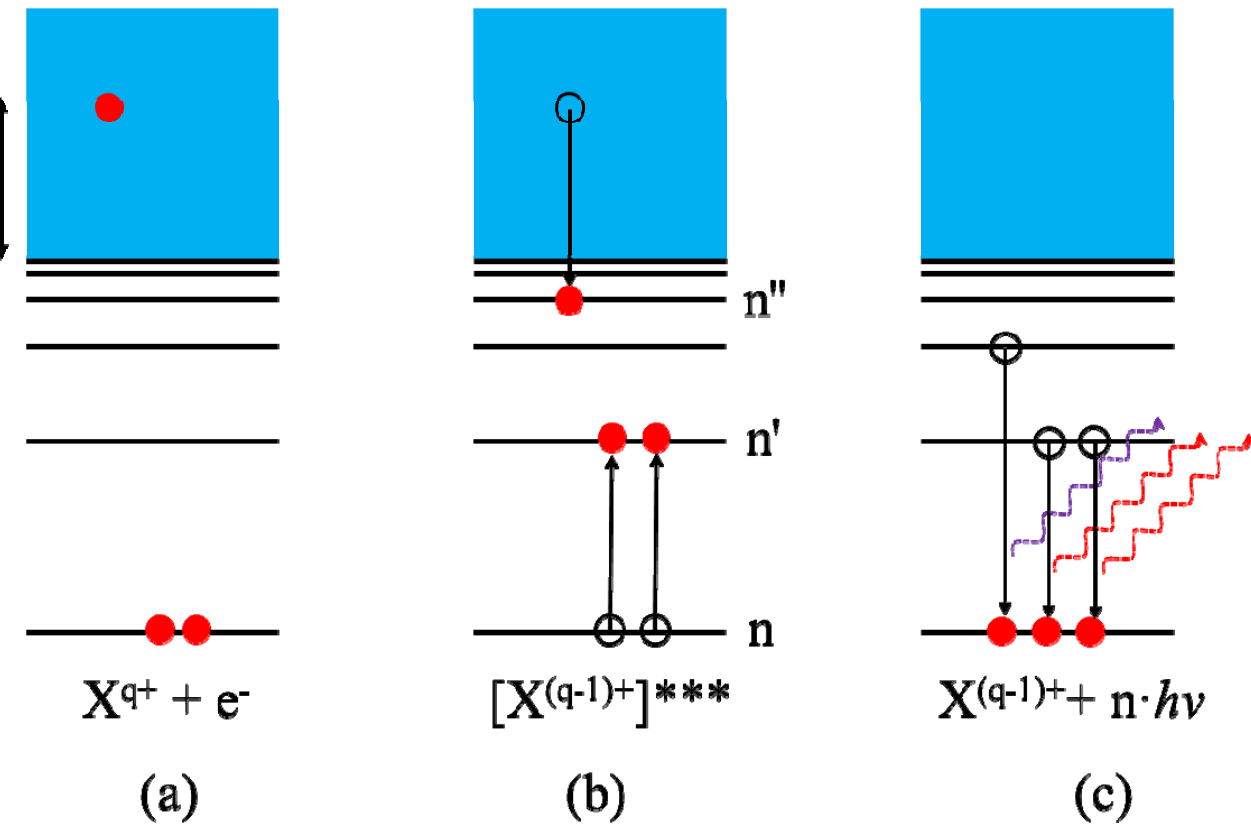 n"
n'
n
X^{q+} + e^{-}
[X^{(q-1)+}]***
X^{(q-1)+} + n·hν
(a)
(b)
(c)